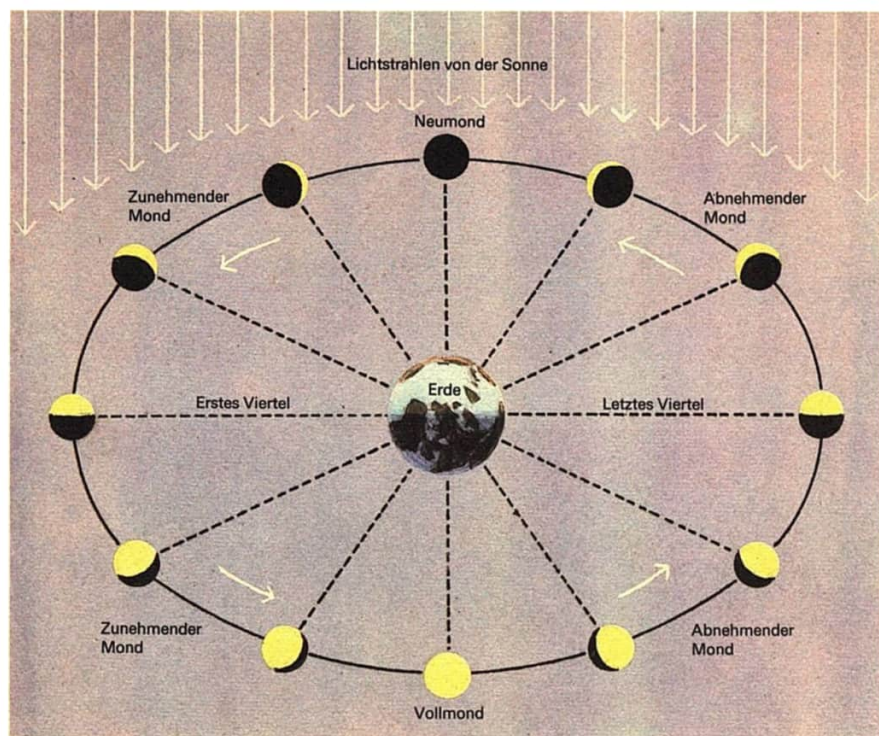 Lichtstrahlen von der Sonne
Neumond
Zunehmender
Mond
Abnehmender
Mond
Erde
Erstes Viertel
Letztes Viertel
Zunehmender
Mond
Abnehmender
Mond
Vollmond